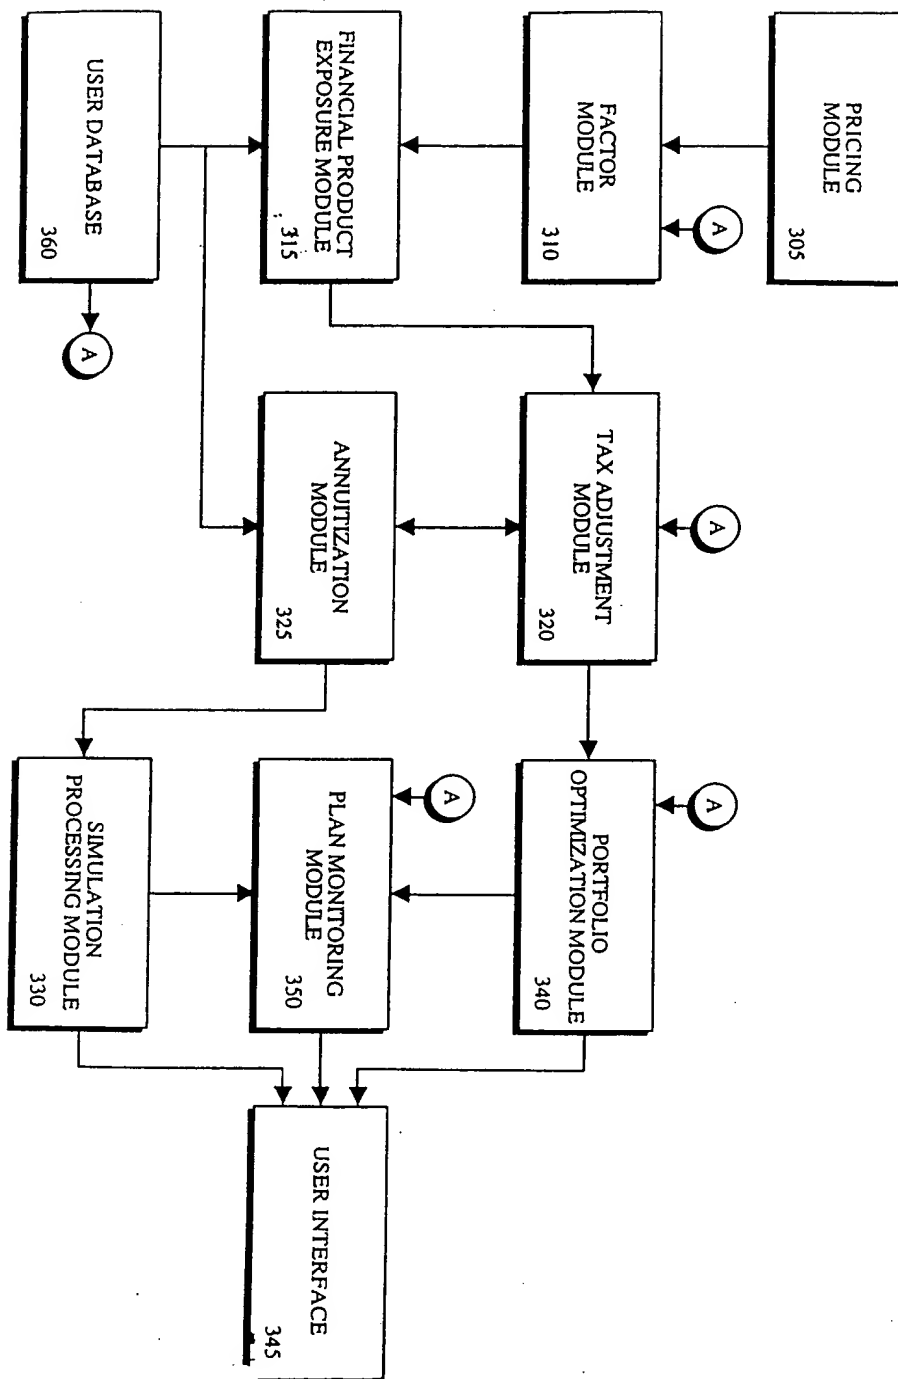 PRICING
MODULE
305
FACTOR
MODULE
310
A
FINANCIAL PRODUCT
EXPOSURE MODULE
315
USER DATABASE
360
A
A
TAX ADJUSTMENT
MODULE
320
ANNUITIZATION
MODULE
325
A
PORTFOLIO
OPTIMIZATION MODULE
340
A
PLAN MONITORING
MODULE
350
SIMULATION
PROCESSING MODULE
330
USER INTERFACE
345